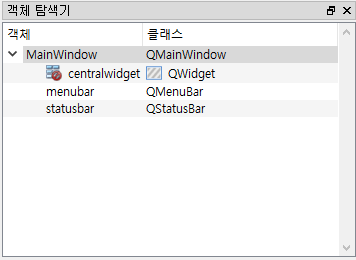 객체 탐색기
객체 클래스
MainWindow QMainWindow
centralwidget QWidget
menubar QMenuBar
statusbar QStatusBar